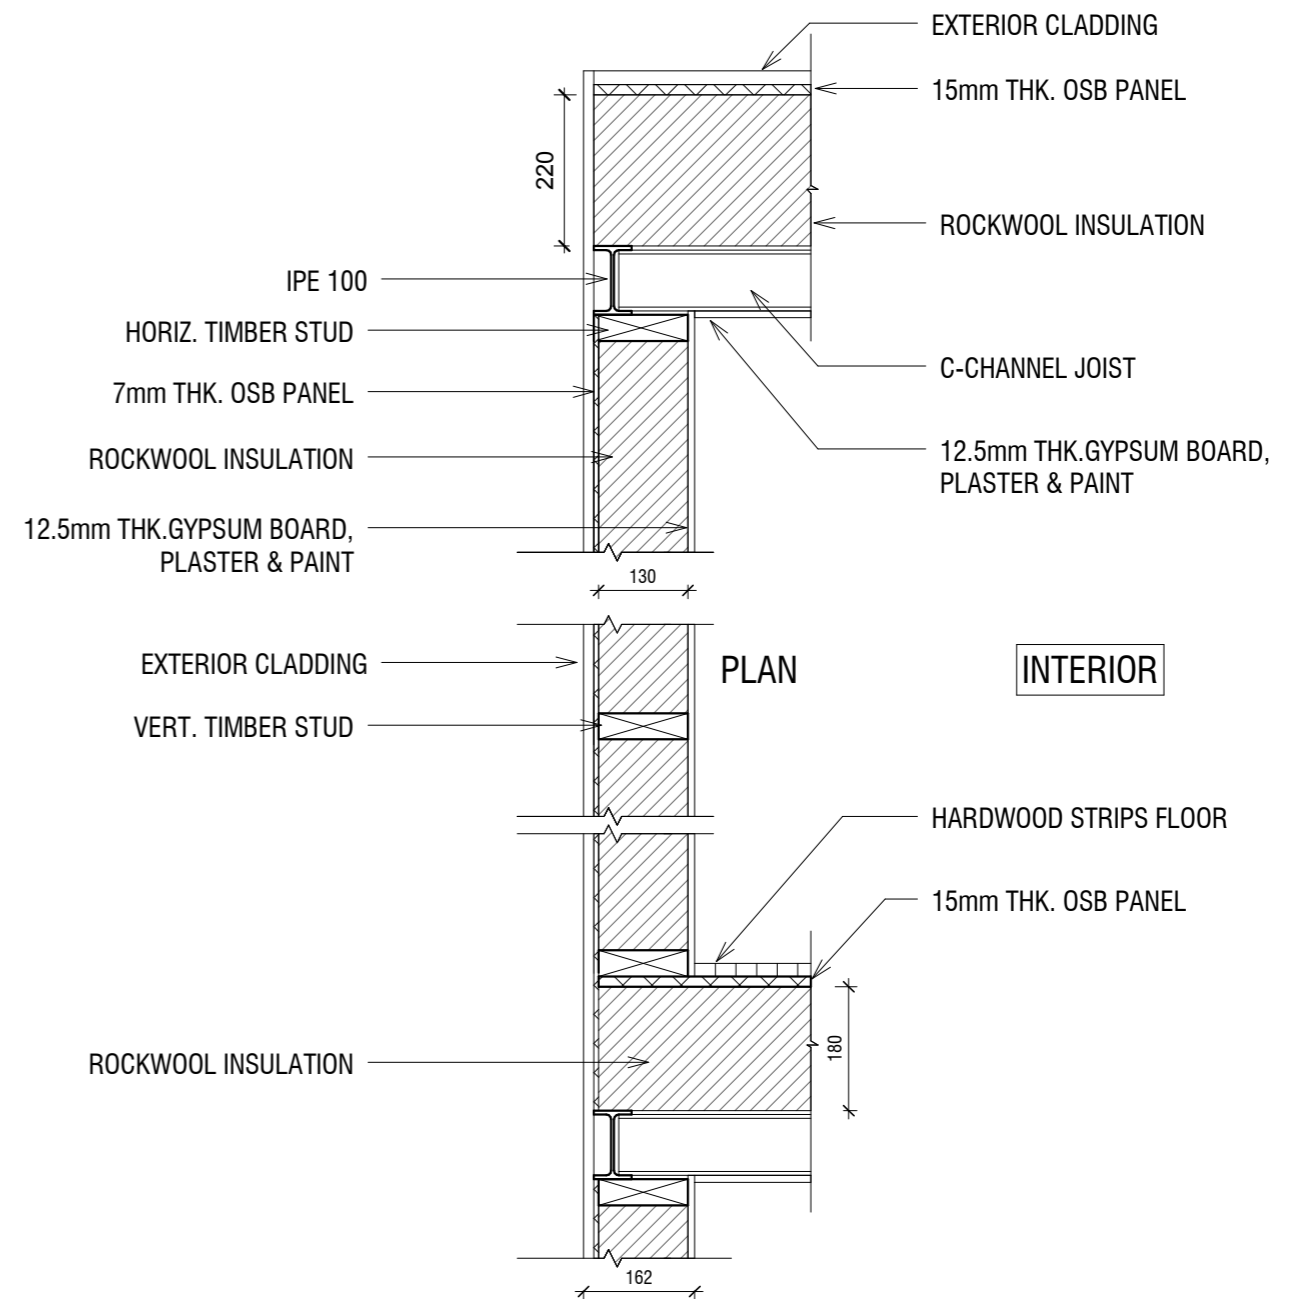 EXTERIOR CLADDING
15mm THK. OSB PANEL
220
ROCKWOOL INSULATION
IPE 100
HORIZ. TIMBER STUD
C-CHANNEL JOIST
7mm THK. OSB PANEL
ROCKWOOL INSULATION
12.5mm THK.GYPSUM BOARD,
PLASTER & PAINT
12.5mm THK.GYPSUM BOARD,
PLASTER & PAINT
130
EXTERIOR CLADDING
PLAN
INTERIOR
VERT. TIMBER STUD
HARDWOOD STRIPS FLOOR
15mm THK. OSB PANEL
180
ROCKWOOL INSULATION
162